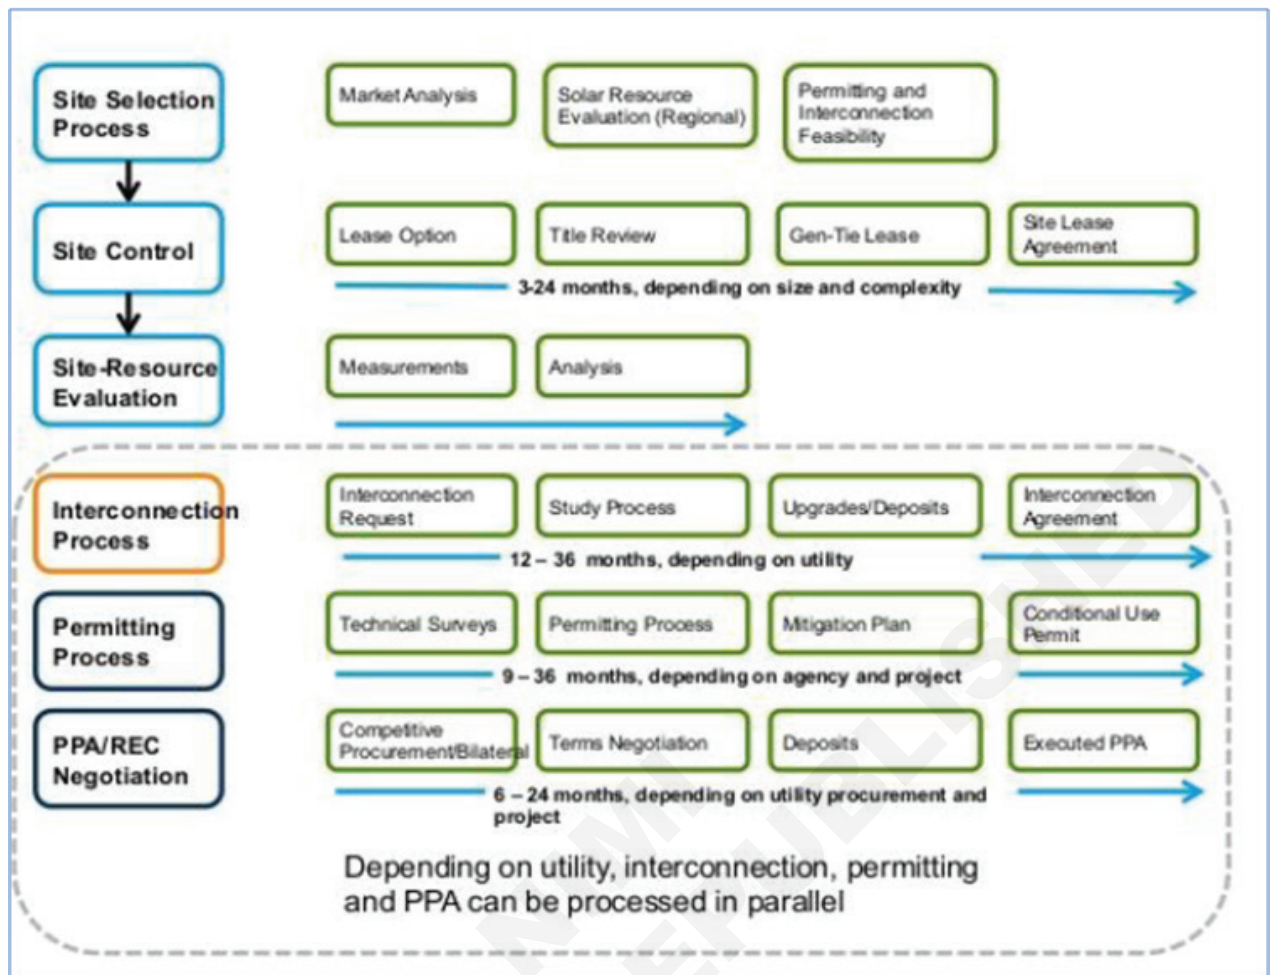 Site Selection
Process
Market Analysis
Solar Resource
Evaluation (Regional)
Permitting and
Interconnection
Feasibility
Site Control
Lease Option
Title Review
Gen-Tie Lease
Site Lease
Agreement
3-24 months, depending on size and complexity
Site-Resource
Evaluation
Measurements
Analysis
Interconnection
Process
Interconnection
Request
Study Process
Upgrades/Deposits
Interconnection
Agreement
12 – 36 months, depending on utility
Permitting
Process
Technical Surveys
Permitting Process
Mitigation Plan
Conditional Use
Permit
9 – 36 months, depending on agency and project
PPA/REC
Negotiation
Competitive
Procurement/Bilateral
Terms Negotiation
Deposits
Executed PPA
6 – 24 months, depending on utility procurement and
project
Depending on utility, interconnection, permitting
and PPA can be processed in parallel
NIMI
EPUBLISHED